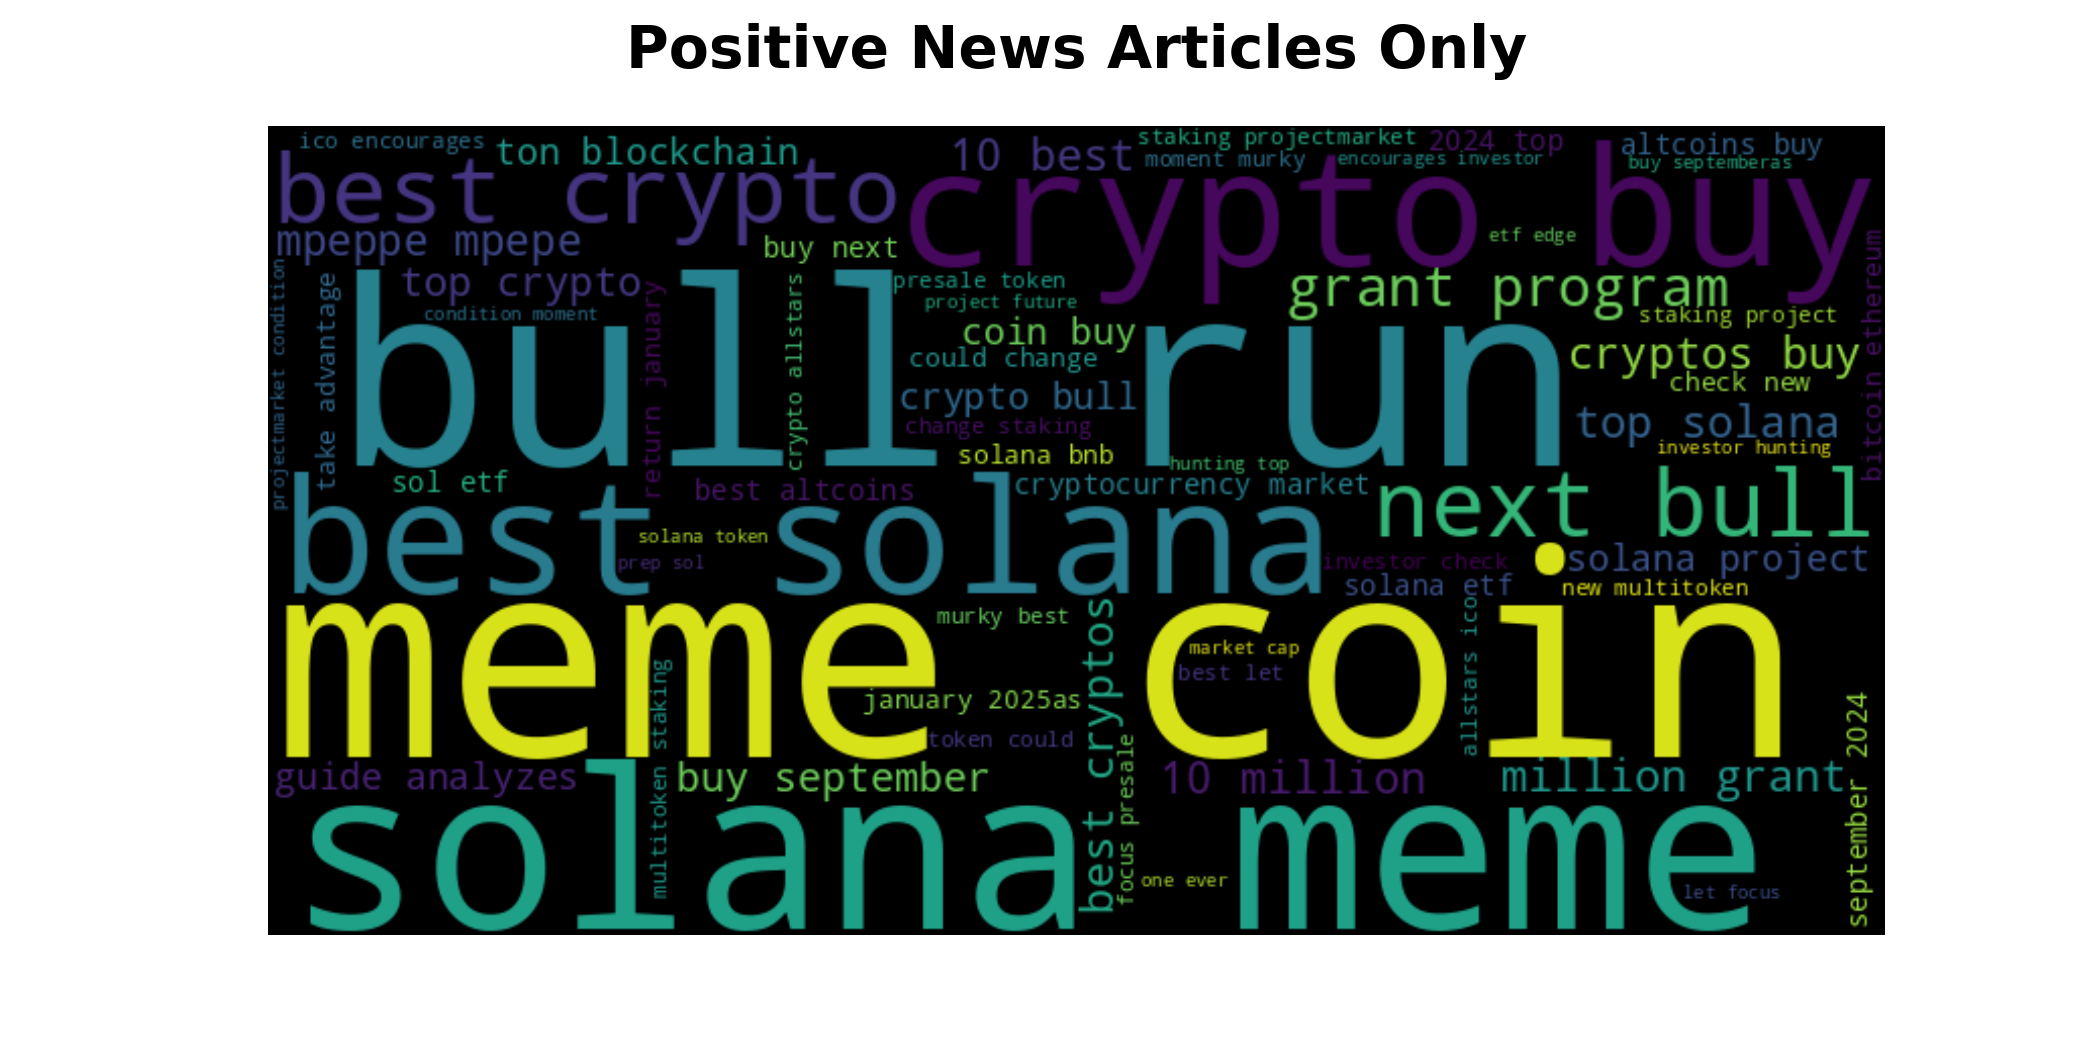 Positive News Articles Only
ico encourages
ton blockchain
10 best
staking projectmarket
2024 top
altcoins buy
moment murky
encourages investor
buy septemberas
best crypto
crypto buy
mpeppe mpepe
buy next
etf edge
top crypto
presale token
grant program
project future
condition moment
staking project
bull run
coin buy
could change
cryptos buy
check new
crypto bull
top solana
change staking
investor hunting
solana bnb
hunting top
projectmarket condition
take advantage
return january
crypto allstars
bitcoin ethereum
sol etf
best altcoins
cryptocurrency market
next bull
best solana
solana token
prep sol
investor check
solana project
solana etf
new multitoken
meme coin
murky best
market cap
best let
january 2025as
token could
multitoken staking
best cryptos
allstars ico
focus presale
september 2024
guide analyzes
buy september
10 million
million grant
solana meme
one ever
let focus